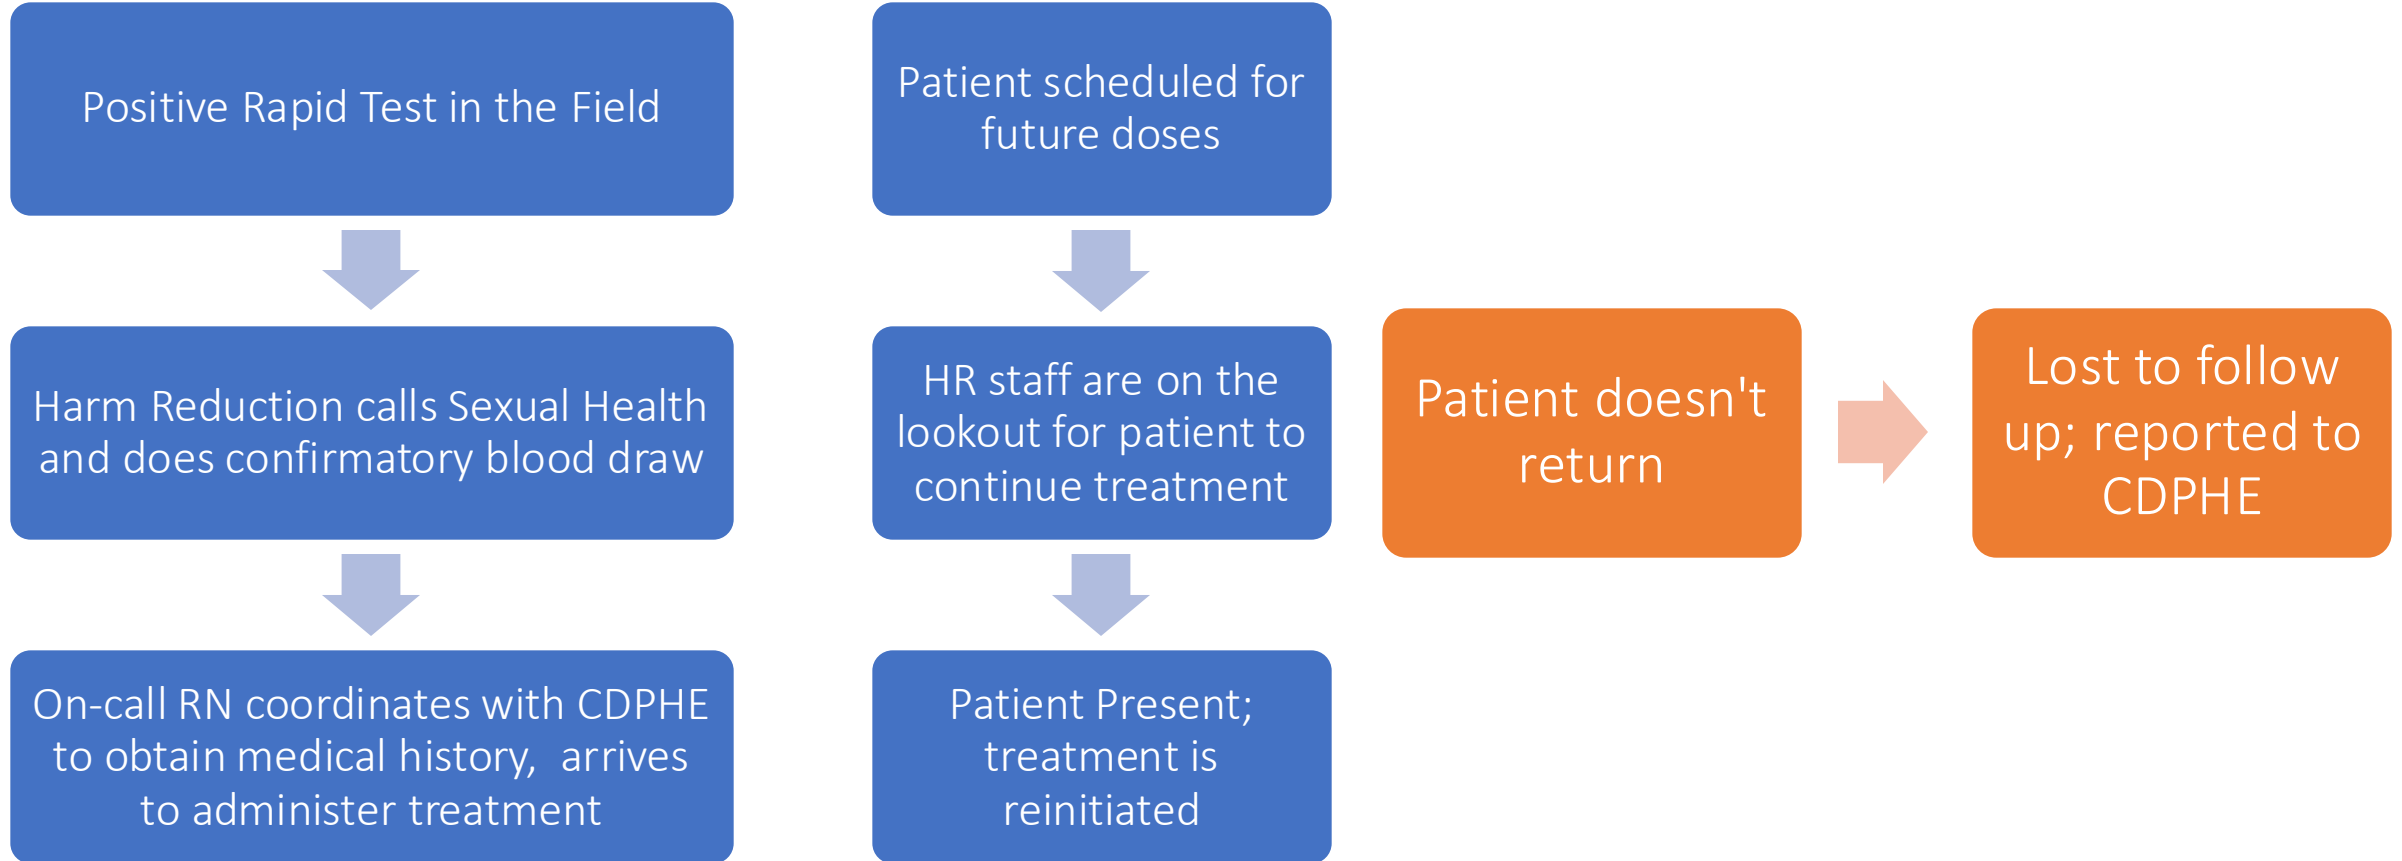 Positive Rapid Test in the Field
Harm Reduction calls Sexual Health
and does confirmatory blood draw
On-call RN coordinates with CDPHE
to obtain medical history,  arrives
to administer treatment
Patient scheduled for
future doses
HR staff are on the
lookout for patient to
continue treatment
Patient Present;
treatment is
reinitiated
Patient doesn't
return
Lost to follow
up; reported to
CDPHE